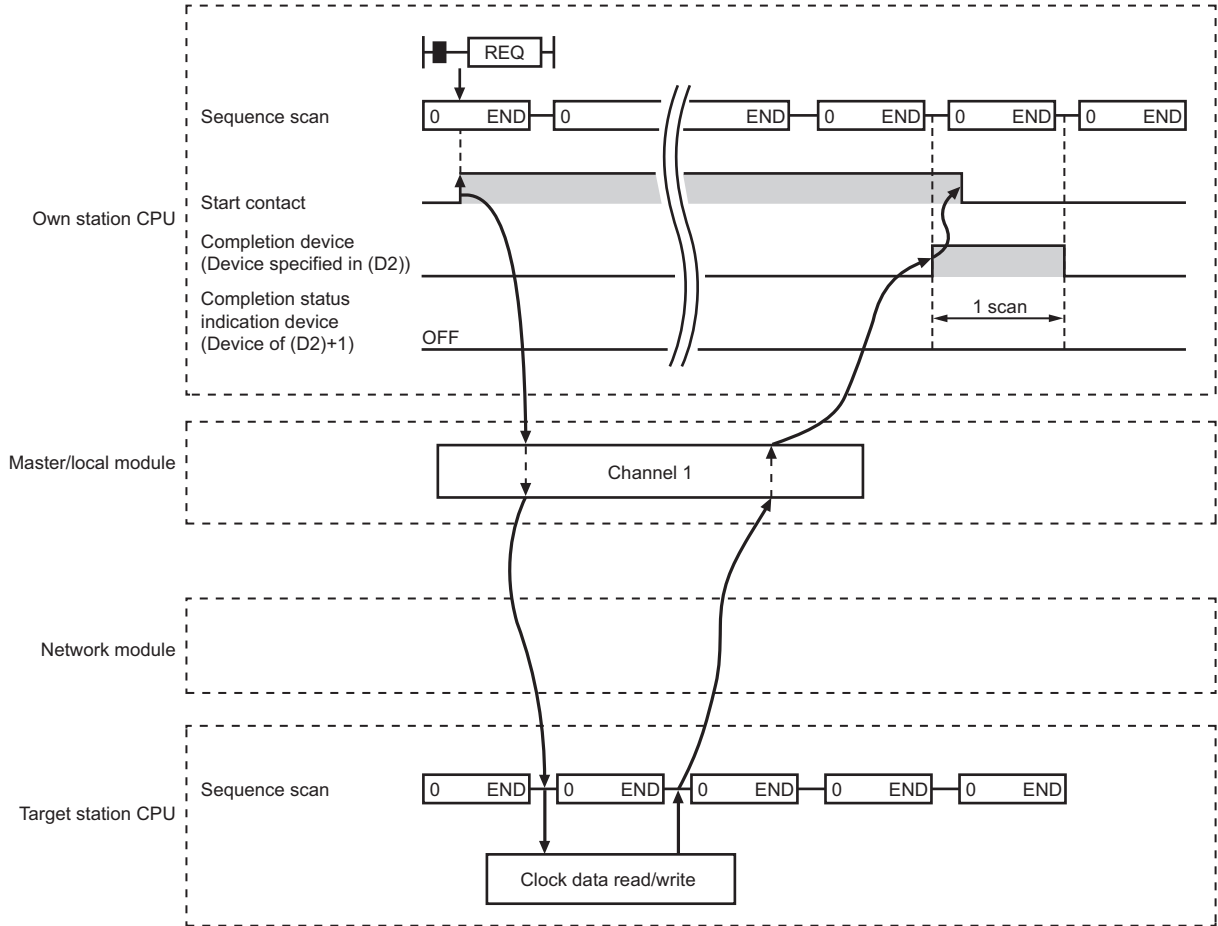 REQ
Sequence scan
0 END 0 END 0 END 0 END 0 END
Own station CPU
Start contact
Completion device
(Device specified in (D2))
Completion status
indication device
(Device of (D2)+1)
1 scan
OFF
Master/local module
Channel 1
Network module
Target station CPU
Sequence scan
0 END 0 END 0 END 0 END 0 END
Clock data read/write